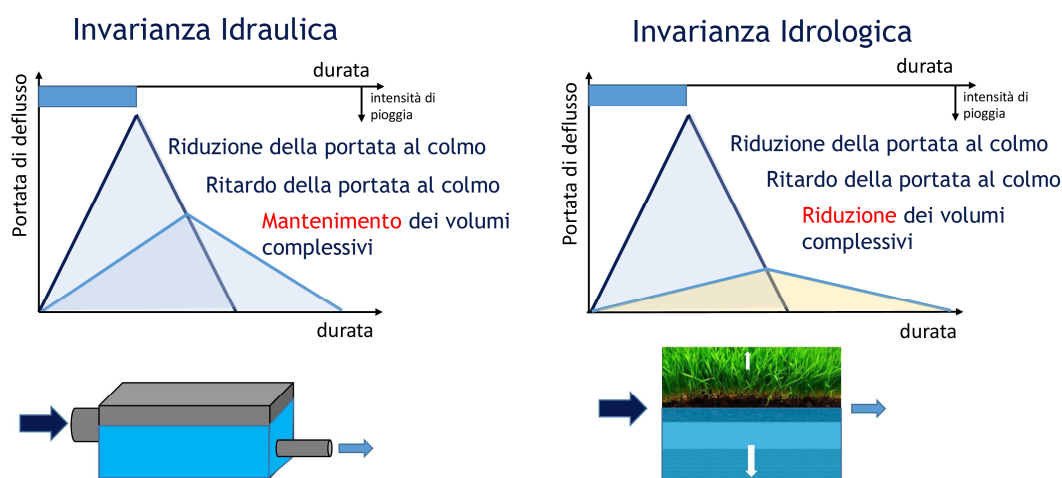 Invarianza Idraulica
durata
intensità di
pioggia
Portata di deflusso
Riduzione della portata al colmo
Ritardo della portata al colmo
Mantenimento dei volumi
complessivi
durata
Invarianza Idrologica
durata
intensità di
pioggia
Portata di deflusso
Riduzione della portata al colmo
Ritardo della portata al colmo
Riduzione dei volumi
complessivi
durata